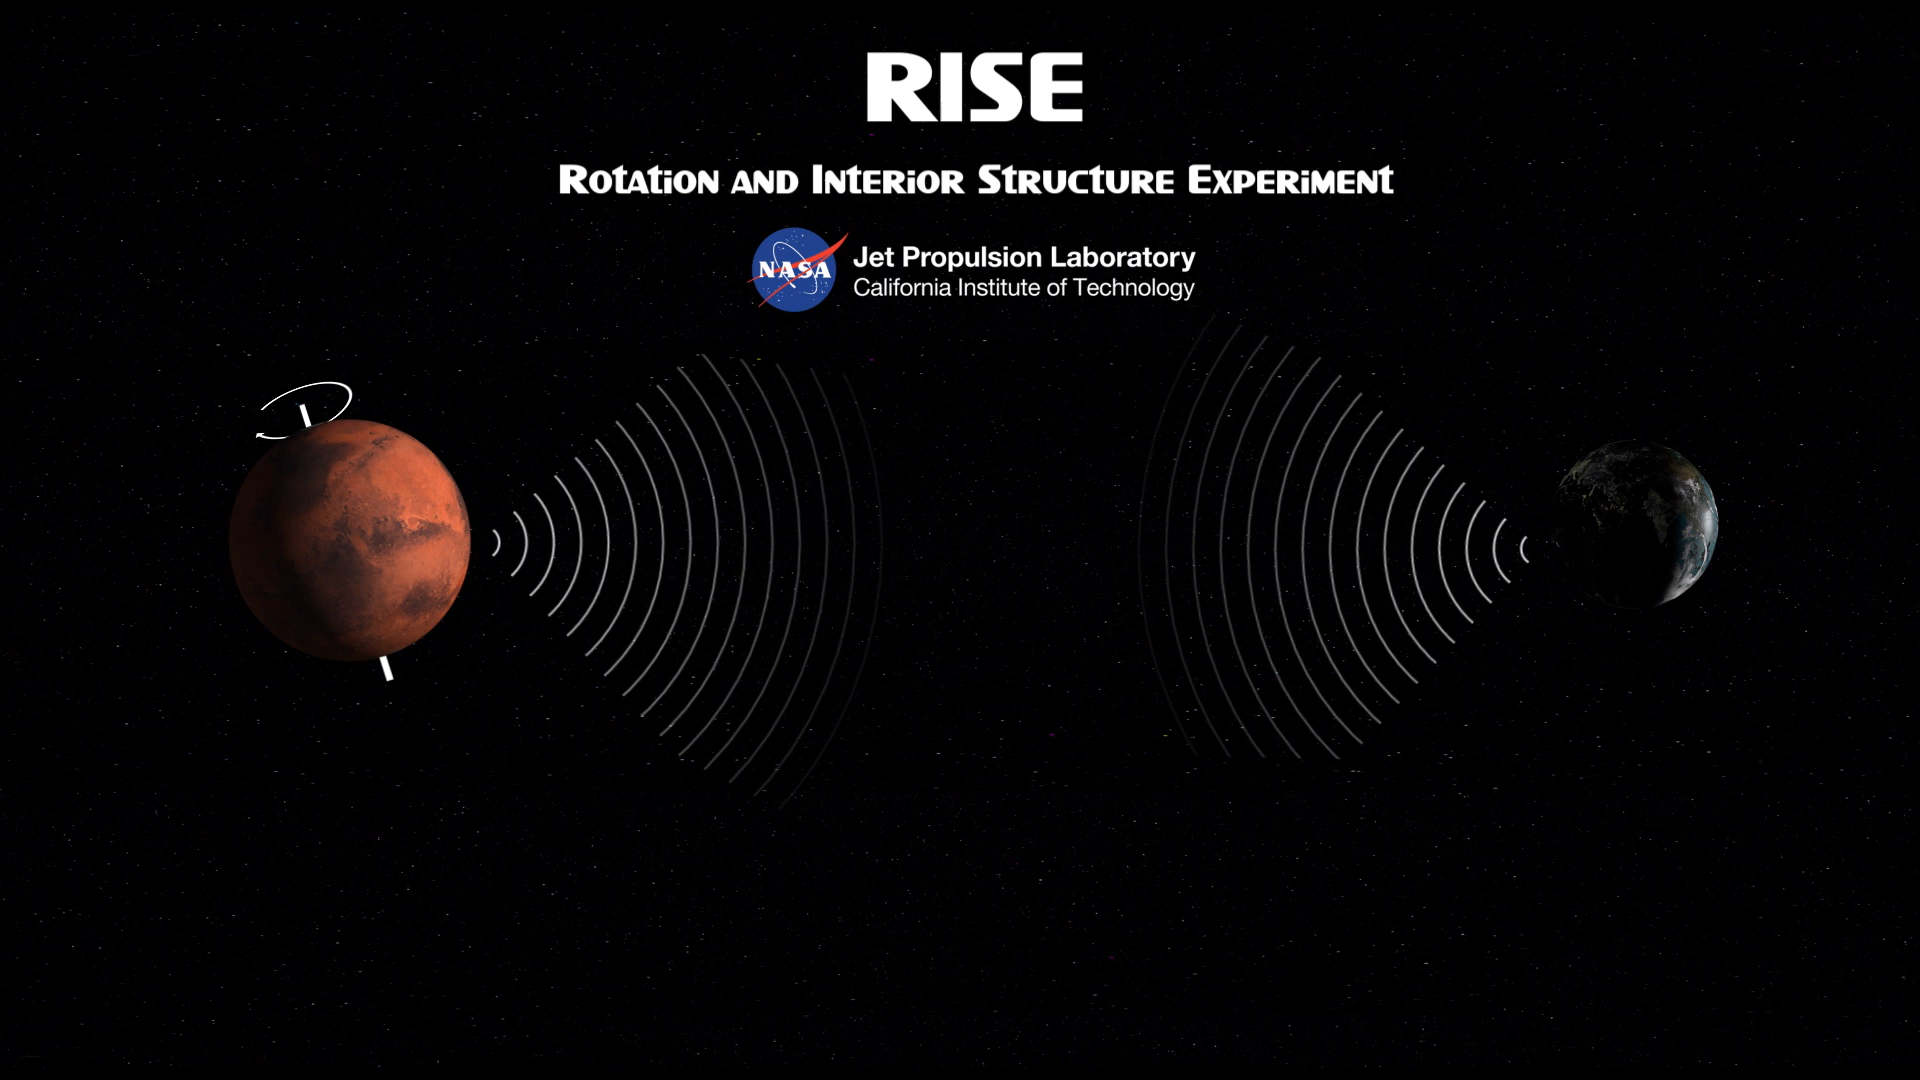 RISE
Rotation and Interior Structure Experiment
NASA
Jet Propulsion Laboratory
California Institute of Technology